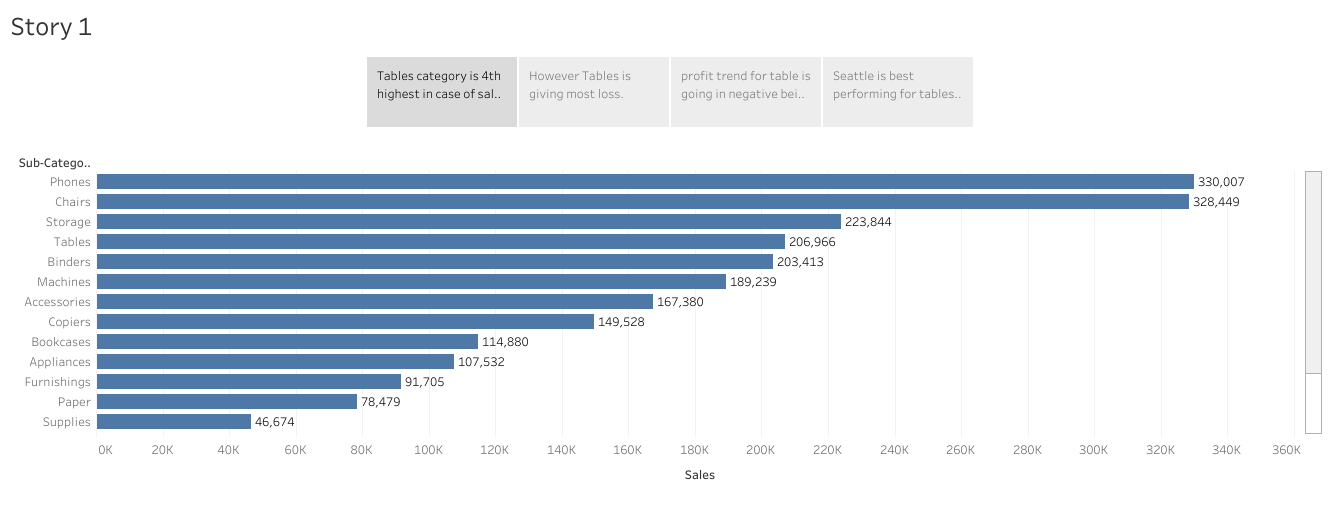 Story 1
Tables category is 4th
highest in case of sal..
However Tables is
giving most loss.
profit trend for table is
going in negative bei..
Seattle is best
performing for tables..
Sub-Catego..
Phones 330,007
Chairs 328,449
Storage 223,844
Tables 206,966
Binders 203,413
Machines 189,239
Accessories 167,380
Copiers 149,528
Bookcases 114,880
Appliances 107,532
Furnishings 91,705
Paper 78,479
Supplies 46,674
0K 20K 40K 60K 80K 100K 120K 140K 160K 180K 200K 220K 240K 260K 280K 300K 320K 340K 360K
Sales